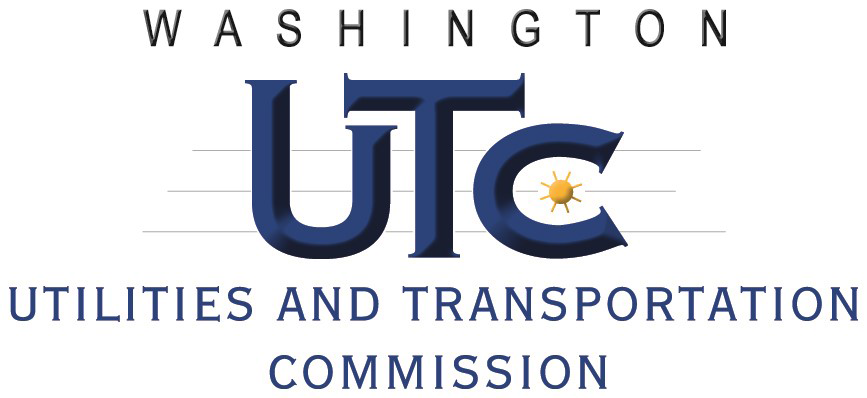 WASHINGTON
UTC
UTILITIES AND TRANSPORTATION
COMMISSION